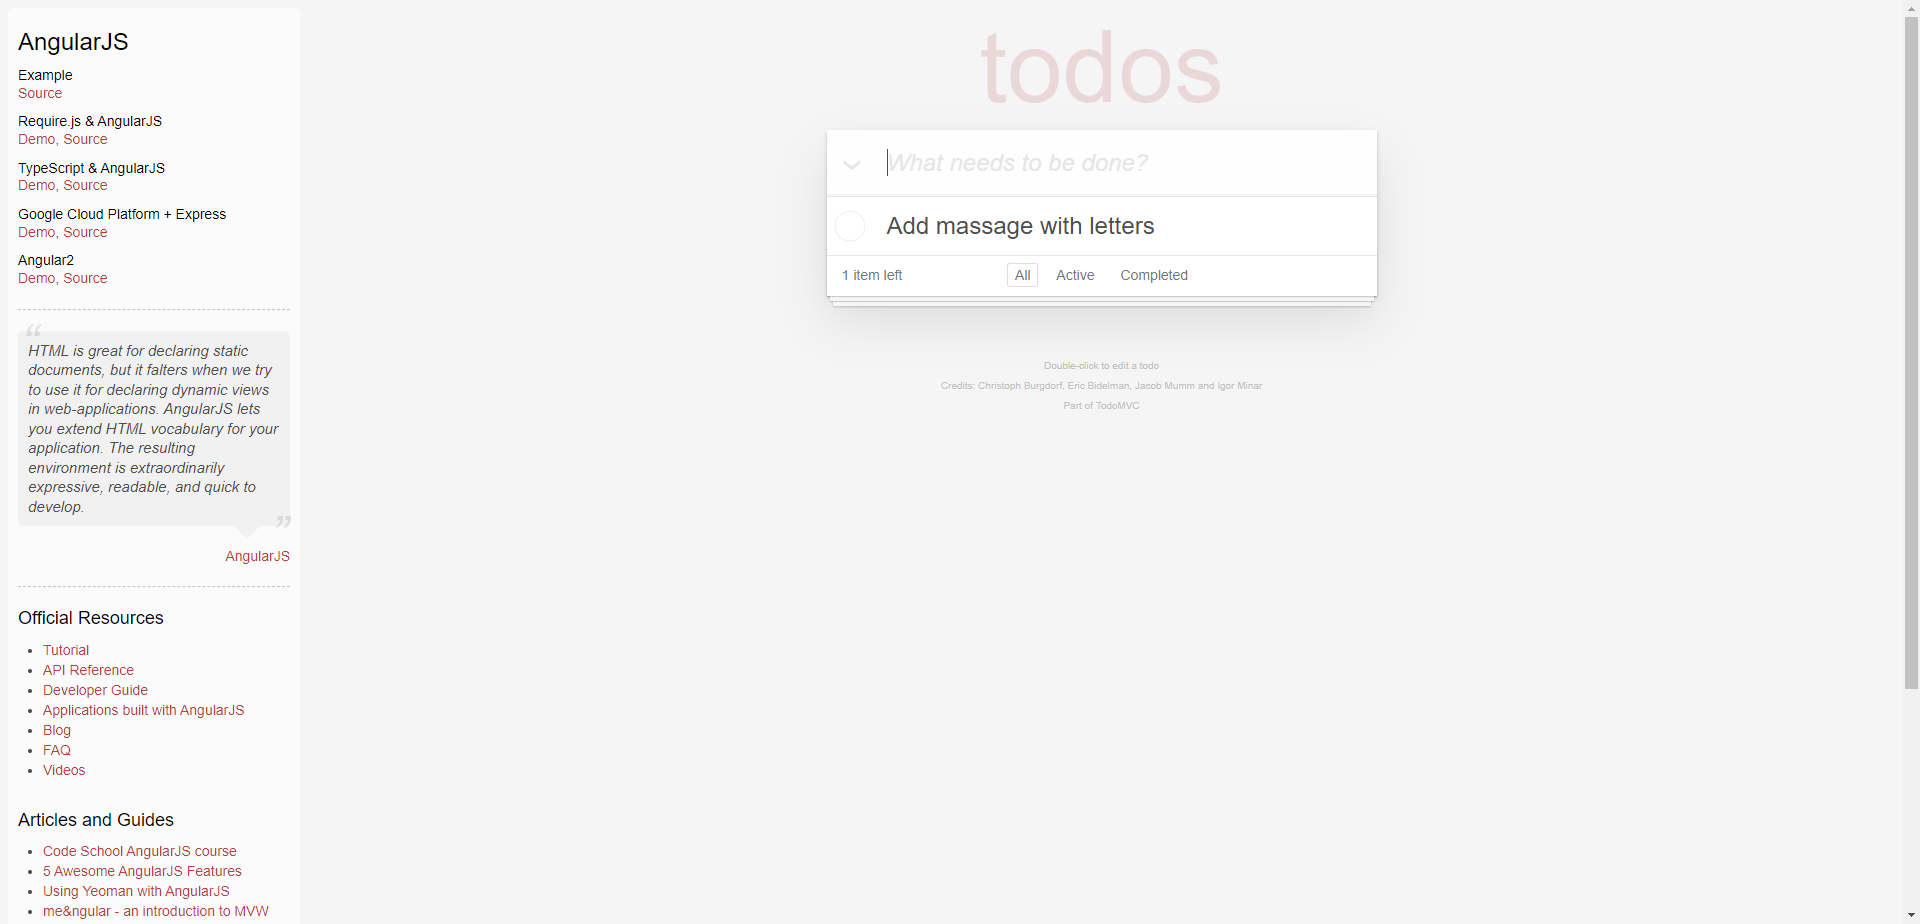 AngularJS
Example
Source
Require.js & AngularJS
Demo, Source
TypeScript & AngularJS
Demo, Source
Google Cloud Platform + Express
Demo, Source
Angular2
Demo, Source
“
HTML is great for declaring static
documents, but it falters when we try
to use it for declaring dynamic views
in web-applications. AngularJS lets
you extend HTML vocabulary for your
application. The resulting
environment is extraordinarily
expressive, readable, and quick to
develop.
”
AngularJS
Official Resources
• Tutorial
• API Reference
• Developer Guide
• Applications built with AngularJS
• Blog
• FAQ
• Videos
Articles and Guides
• Code School AngularJS course
• 5 Awesome AngularJS Features
• Using Yeoman with AngularJS
• me&ngular - an introduction to MVW
todos
What needs to be done?
Add massage with letters
1 item left All Active Completed
Double-click to edit a todo
Credits: Christoph Burgdorf, Eric Bidelman, Jacob Mumm and Igor Minar
Part of TodoMVC